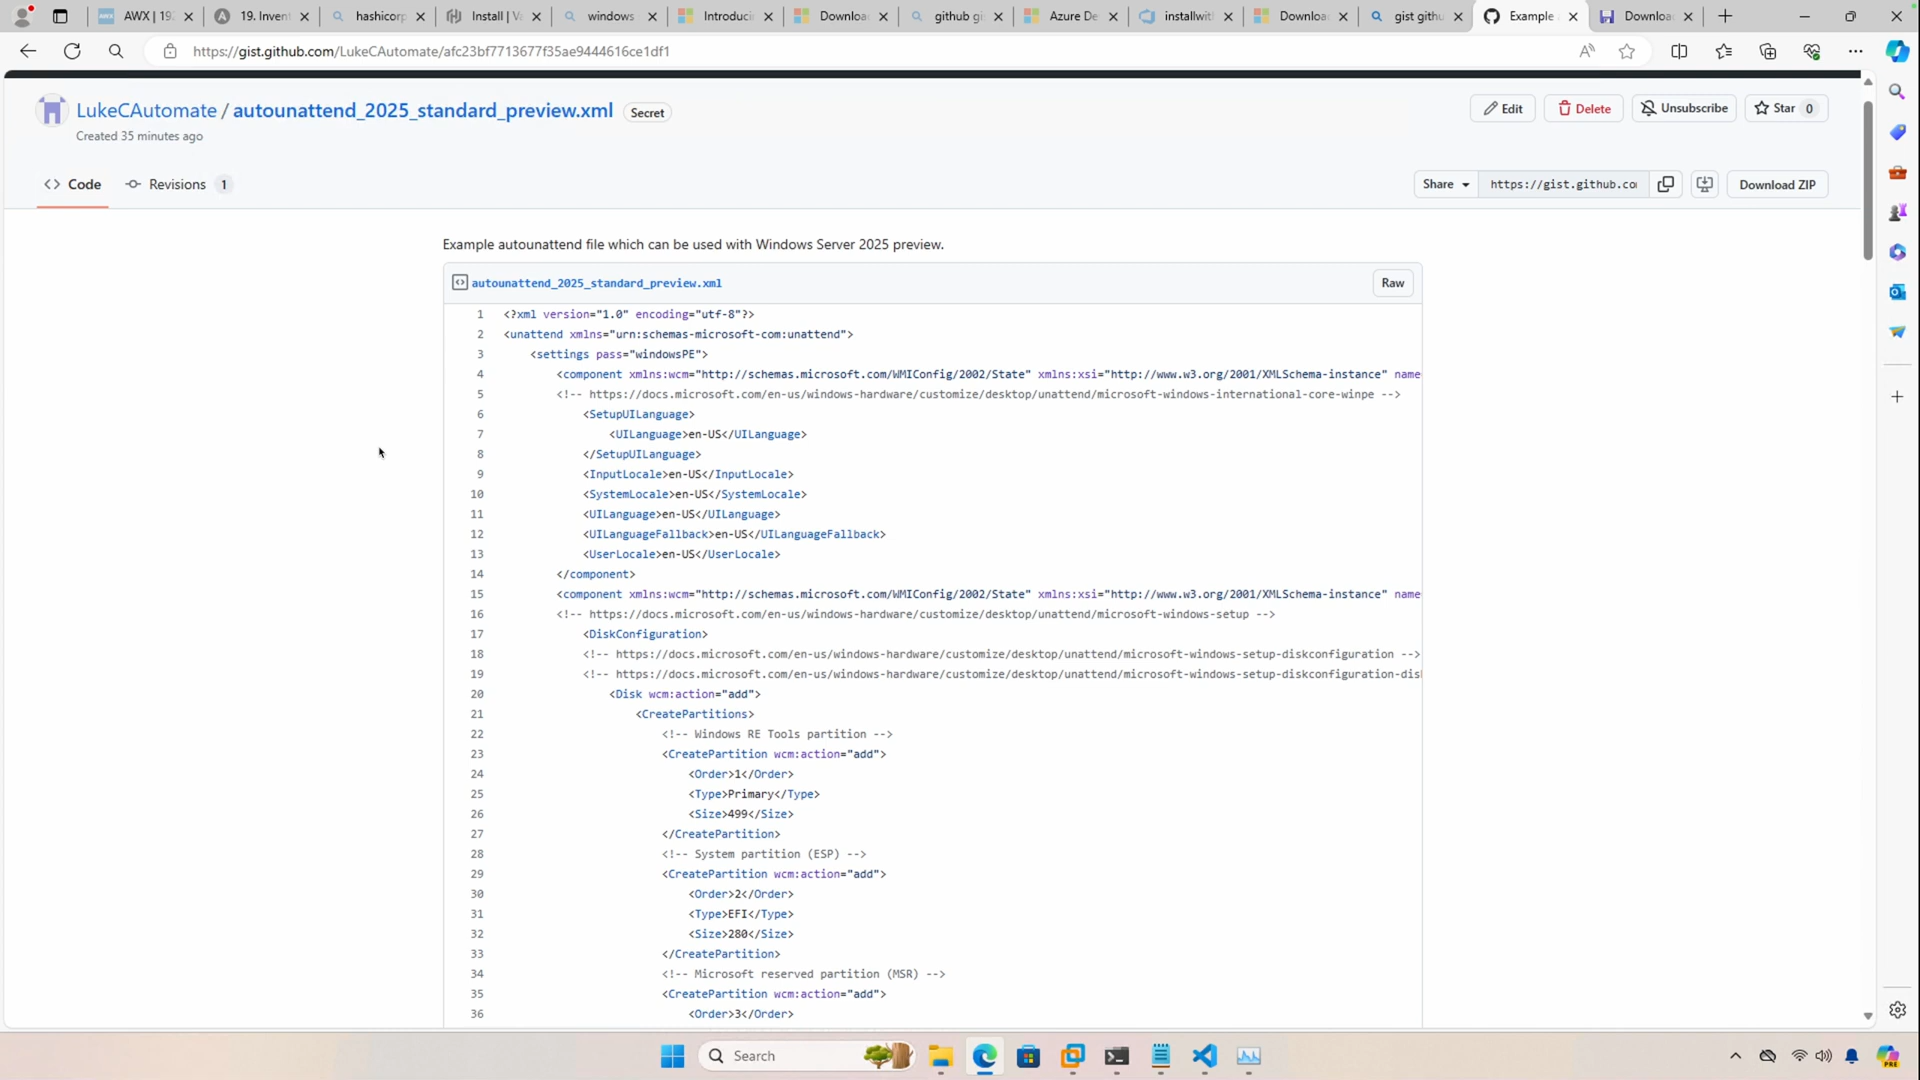 AWX | 19:
19. Invent
hashicorp
Install | Va
windows
Introducin
Download
github gi
Azure De
installwith
Download
gist githu
Example
Download
https://gist.github.com/LukeCAutomate/afc23bf7713677f35ae9444616ce1df1
LukeCAutomate / autounattend_2025_standard_preview.xml Secret
Edit Delete Unsubscribe Star 0
Created 35 minutes ago
Code Revisions 1
Share https://gist.github.co Download ZIP
Example autounattend file which can be used with Windows Server 2025 preview.
autounattend_2025_standard_preview.xml Raw
1 <?xml version="1.0" encoding="utf-8"?>
2 <unattend xmlns="urn:schemas-microsoft-com:unattend">
3 <settings pass="windowsPE">
4 <component xmlns:wcm="http://schemas.microsoft.com/WMIConfig/2002/State" xmlns:xsi="http://www.w3.org/2001/XMLSchema-instance" name
5 <!-- https://docs.microsoft.com/en-us/windows-hardware/customize/desktop/unattend/microsoft-windows-international-core-winpe -->
6 <SetupUILanguage>
7 <UILanguage>en-US</UILanguage>
8 </SetupUILanguage>
9 <InputLocale>en-US</InputLocale>
10 <SystemLocale>en-US</SystemLocale>
11 <UILanguage>en-US</UILanguage>
12 <UILanguageFallback>en-US</UILanguageFallback>
13 <UserLocale>en-US</UserLocale>
14 </component>
15 <component xmlns:wcm="http://schemas.microsoft.com/WMIConfig/2002/State" xmlns:xsi="http://www.w3.org/2001/XMLSchema-instance" name
16 <!-- https://docs.microsoft.com/en-us/windows-hardware/customize/desktop/unattend/microsoft-windows-setup -->
17 <DiskConfiguration>
18 <!-- https://docs.microsoft.com/en-us/windows-hardware/customize/desktop/unattend/microsoft-windows-setup-diskconfiguration -->
19 <!-- https://docs.microsoft.com/en-us/windows-hardware/customize/desktop/unattend/microsoft-windows-setup-diskconfiguration-dis
20 <Disk wcm:action="add">
21 <CreatePartitions>
22 <!-- Windows RE Tools partition -->
23 <CreatePartition wcm:action="add">
24 <Order>1</Order>
25 <Type>Primary</Type>
26 <Size>499</Size>
27 </CreatePartition>
28 <!-- System partition (ESP) -->
29 <CreatePartition wcm:action="add">
30 <Order>2</Order>
31 <Type>EFI</Type>
32 <Size>280</Size>
33 </CreatePartition>
34 <!-- Microsoft reserved partition (MSR) -->
35 <CreatePartition wcm:action="add">
36 <Order>3</Order>
Search
PRE